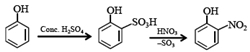 OH
OH
OH
Conc. H₂SO₄
SO₃H
HNO₃
–SO₃
NO₂